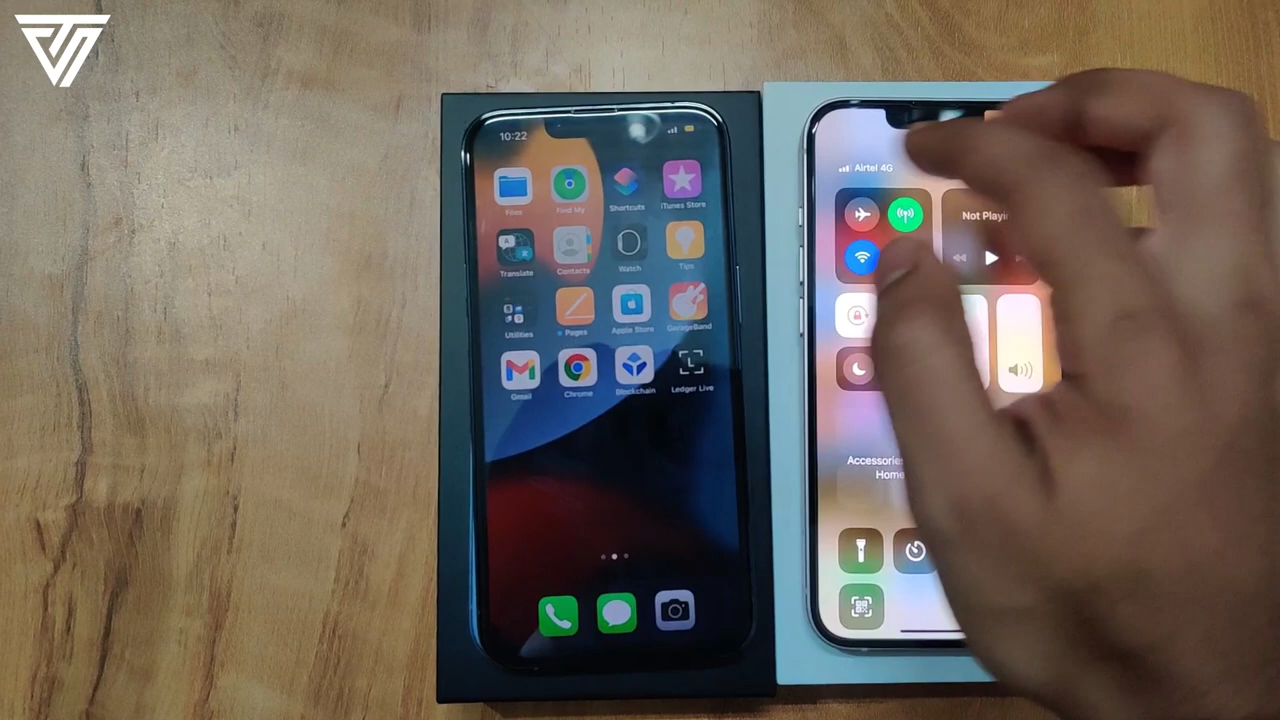 10:22
Files
Find My
Shortcuts
iTunes Store
Translate
Contacts
Watch
Tips
Utilities
Pages
Apple Store
GarageBand
Gmail
Chrome
Blockchain
Ledger Live
Airtel 4G
Not Playi
Accessories
Home